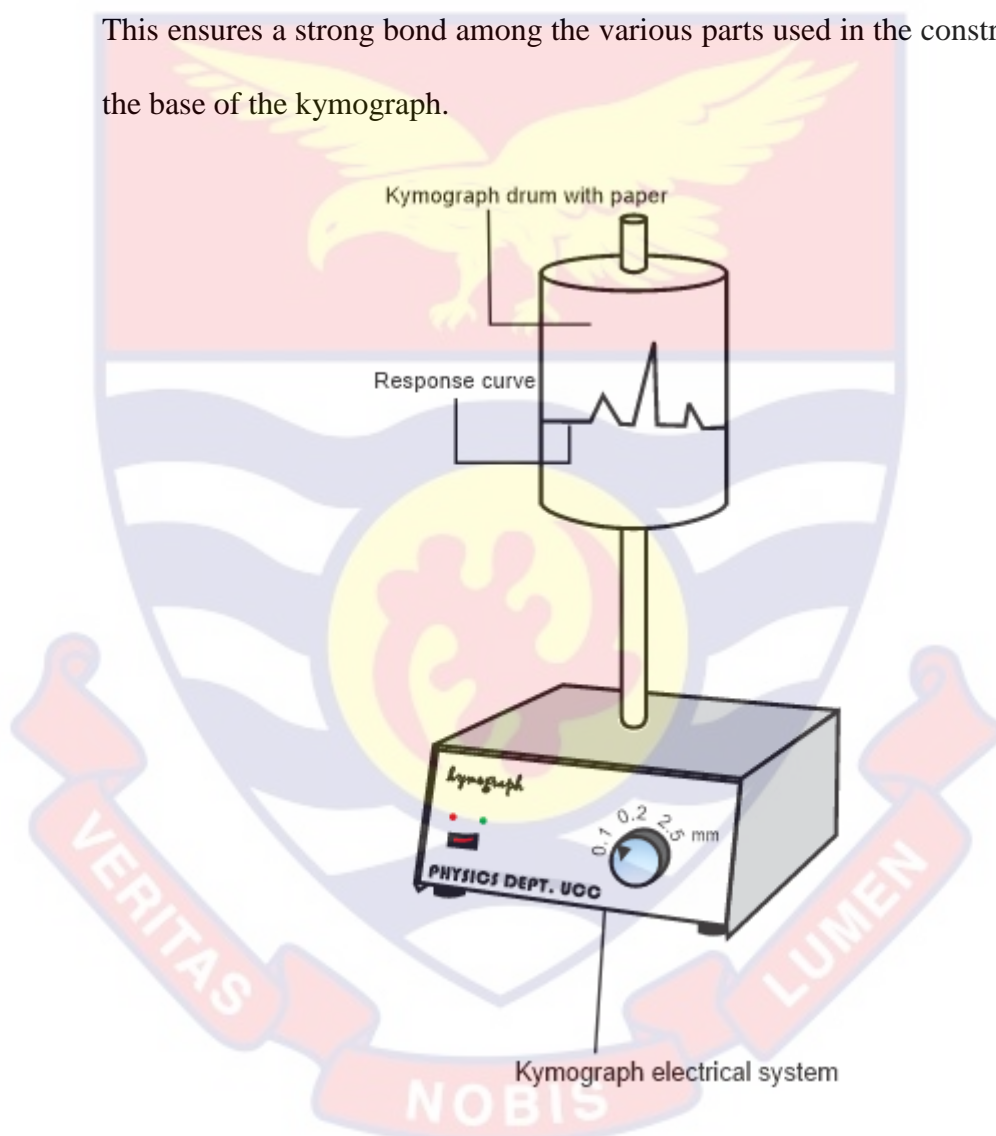 This ensures a strong bond among the various parts used in the
the base of the kymograph.
Kymograph drum with paper
Response curve
kymograph
0.1 0.2 2.5 mm
PHYSICS DEPT. UCC
Kymograph electrical system
VERITAS
NOBIS
LUMEN